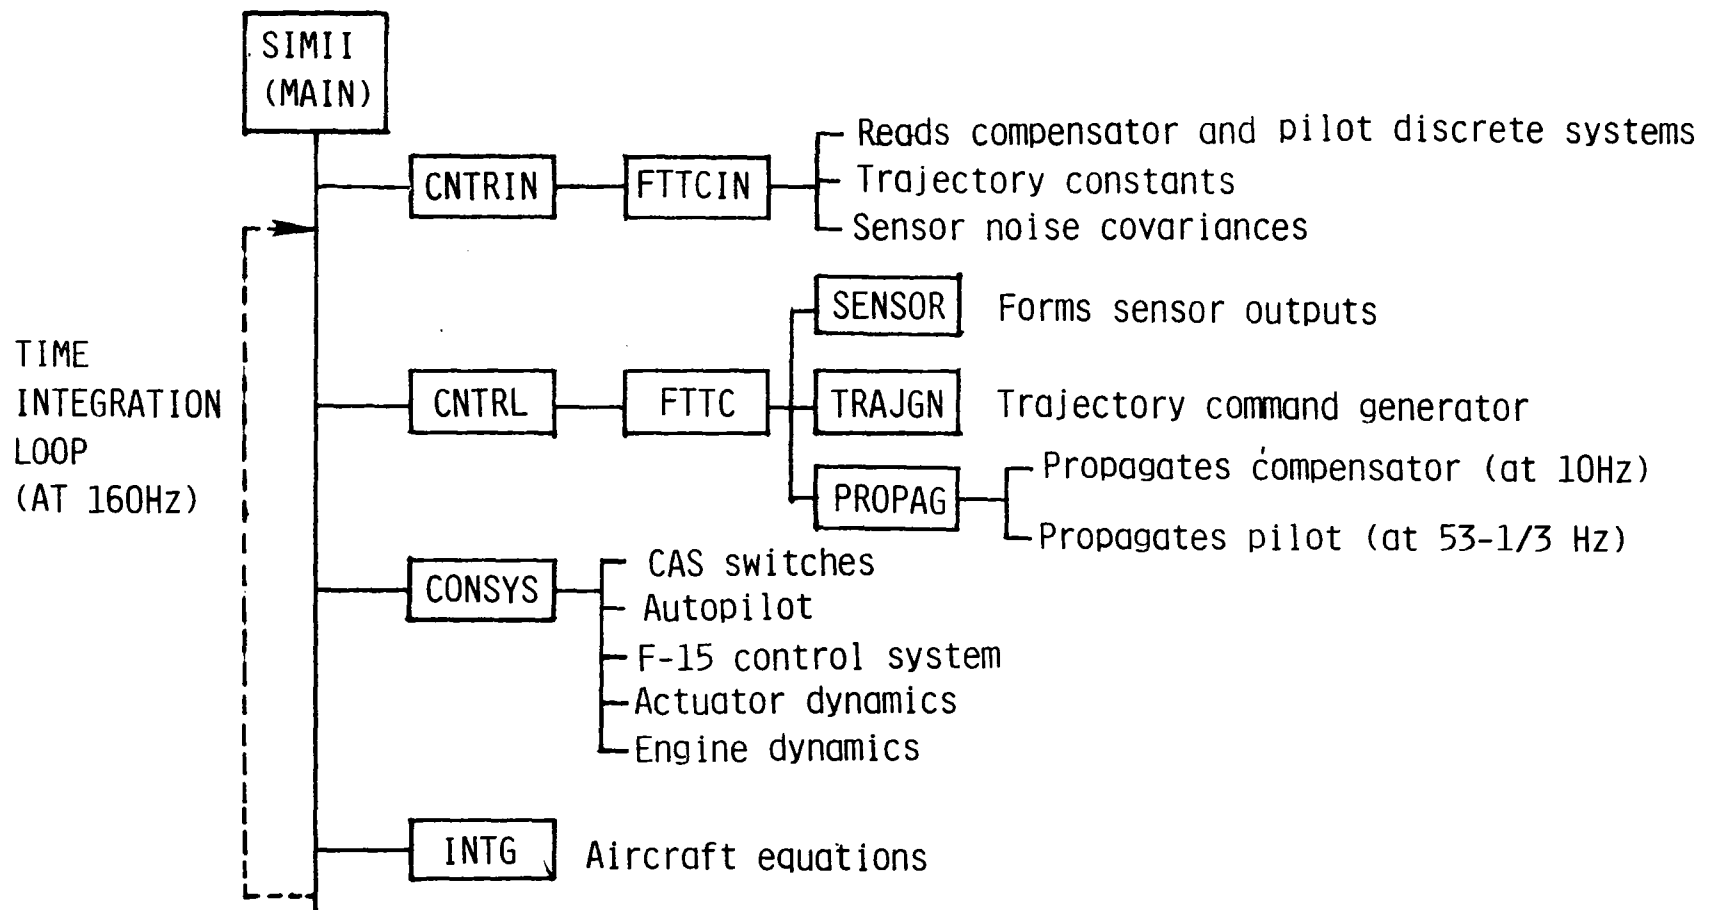 SIMII
(MAIN)
CNTRIN
FTTCIN
Reads compensator and pilot discrete systems
Trajectory constants
Sensor noise covariances
TIME
INTEGRATION
LOOP
(AT 160Hz)
CNTRL
FTTC
SENSOR
Forms sensor outputs
TRAJGN
Trajectory command generator
PROPAG
Propagates compensator (at 10Hz)
Propagates pilot (at 53-1/3 Hz)
CONSYS
CAS switches
Autopilot
F-15 control system
Actuator dynamics
Engine dynamics
INTG
Aircraft equations